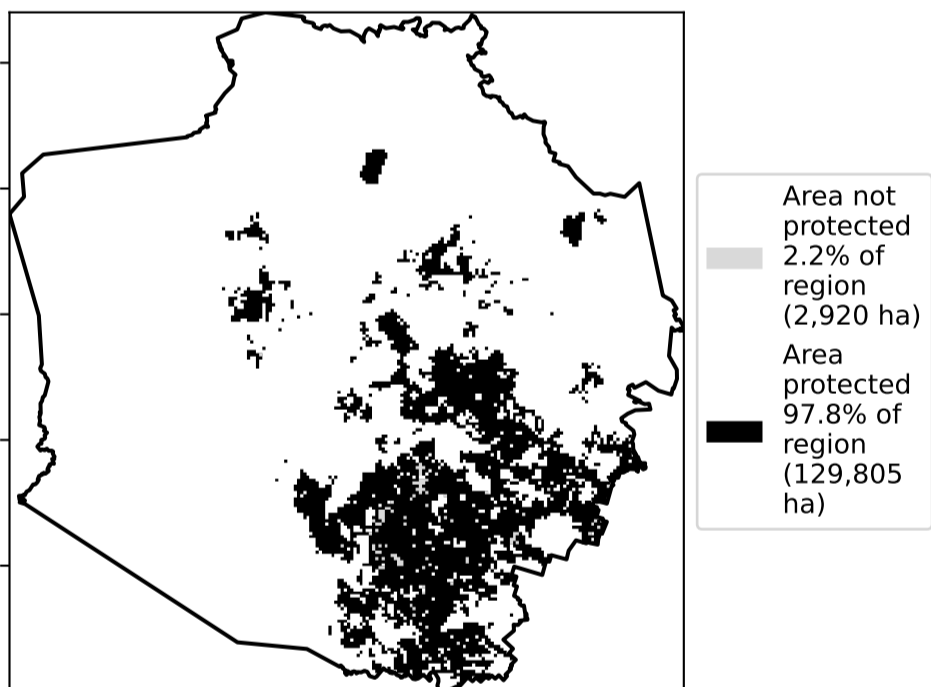 Area not
protected
2.2% of
region
(2,920 ha)
Area
protected
97.8% of
region
(129,805
ha)